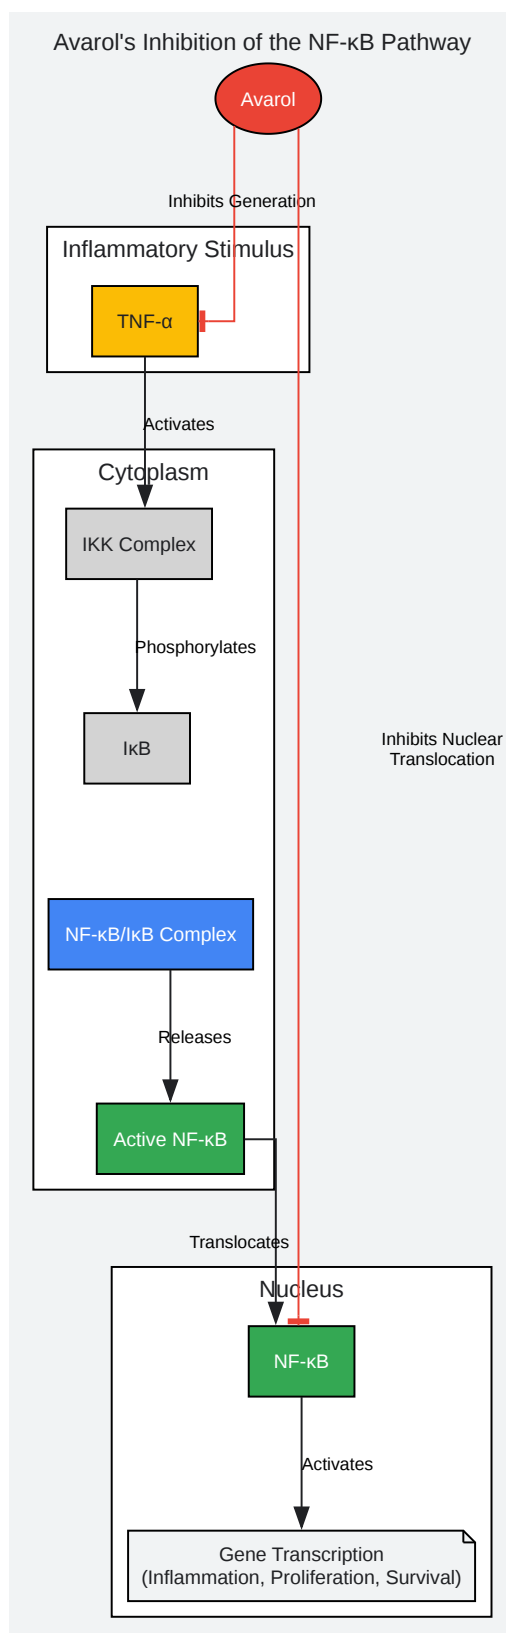 Avarol's Inhibition of the NF-κB Pathway
Avarol
Inhibits Generation
Inflammatory Stimulus
TNF-α
Activates
Cytoplasm
IKK Complex
Phosphorylates
IκB
Inhibits Nuclear
Translocation
NF-κB/IκB Complex
Releases
Active NF-κB
Translocates
Nucleus
NF-κB
Activates
Gene Transcription
(Inflammation, Proliferation, Survival)